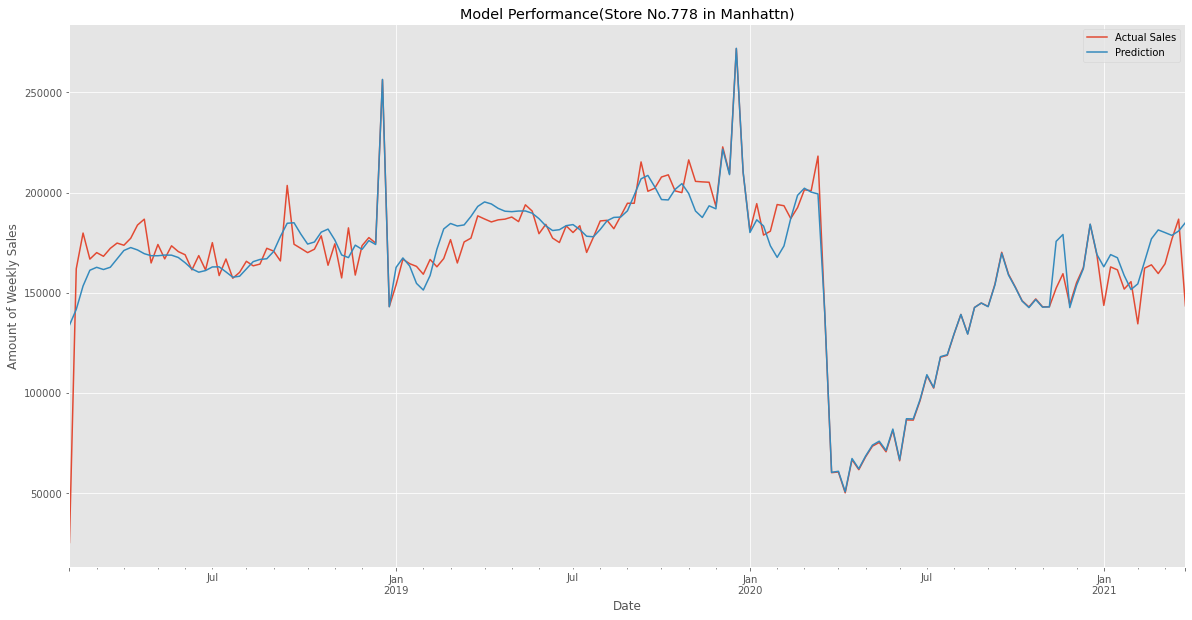 Model Performance(Store No.778 in Manhattn)
Actual Sales
Prediction
Amount of Weekly Sales
250000
200000
150000
100000
50000
Jul
Jan
2019
Jul
Jan
2020
Jul
Jan
2021
Date